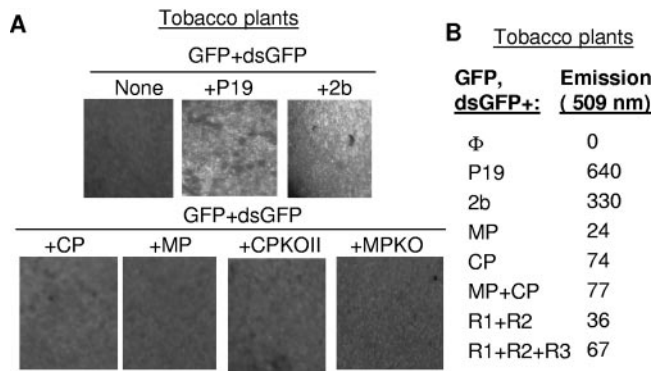 A
Tobacco plants
GFP+dsGFP
None +P19 +2b
GFP+dsGFP
+CP +MP +CPKOII +MPKO
B Tobacco plants
GFP, Emission
dsGFP+: ( 509 nm)
Φ 0
P19 640
2b 330
MP 24
CP 74
MP+CP 77
R1+R2 36
R1+R2+R3 67